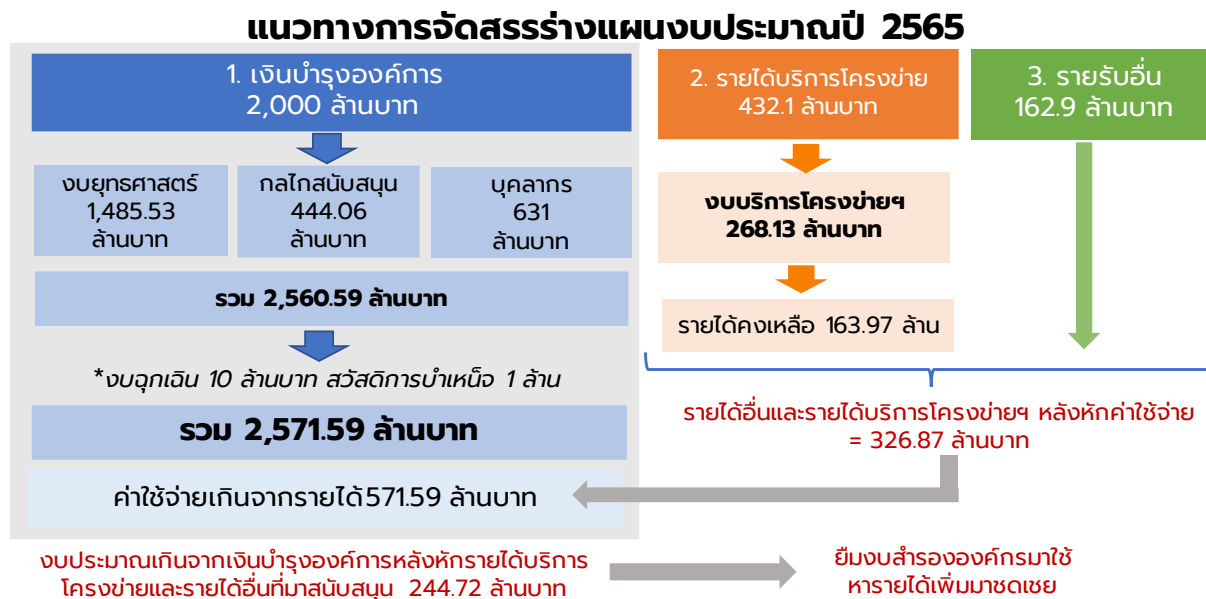 แนวทางการจัดสรรร่างแผนงบประมาณปี 2565
1. เงินบำรุงองค์การ
2,000 ล้านบาท
งบยุทธศาสตร์
1,485.53
ล้านบาท
กลไกสนับสนุน
444.06
ล้านบาท
บุคลากร
631
ล้านบาท
รวม 2,560.59 ล้านบาท
*งบฉุกเฉิน 10 ล้านบาท สวัสดิการบำเหน็จ 1 ล้าน
รวม 2,571.59 ล้านบาท
ค่าใช้จ่ายเกินจากรายได้571.59 ล้านบาท
2. รายได้บริการโครงข่าย
432.1 ล้านบาท
งบบริการโครงข่ายฯ
268.13 ล้านบาท
รายได้คงเหลือ 163.97 ล้าน
3. รายรับอื่น
162.9 ล้านบาท
รายได้อื่นและรายได้บริการโครงข่ายฯ หลังหักค่าใช้จ่าย
= 326.87 ล้านบาท
งบประมาณเกินจากเงินบำรุงองค์การหลังหักรายได้บริการ
โครงข่ายและรายได้อื่นที่มาสนับสนุน 244.72 ล้านบาท
ยืมงบสำรององค์กรมาใช้
หารายได้เพิ่มมาชดเชย